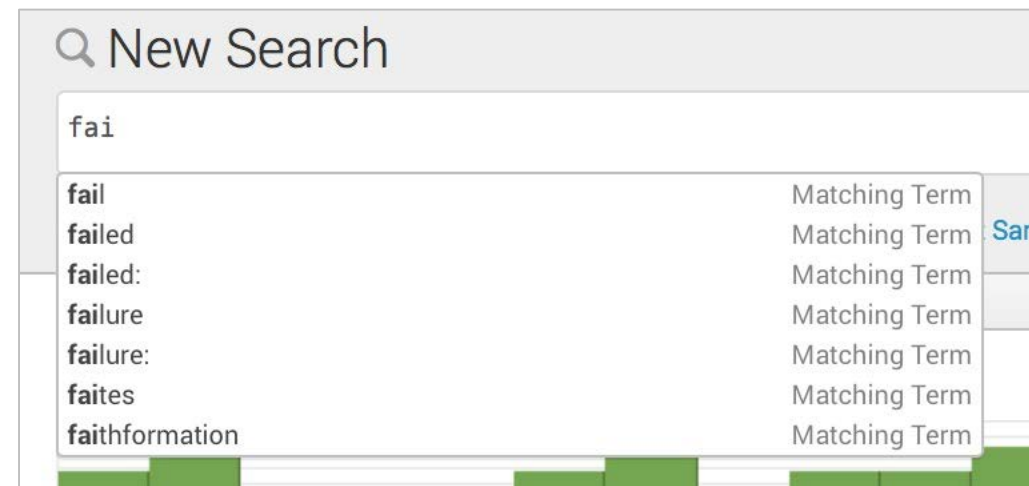 New Search
fai
fail Matching Term
failed Matching Term
failed: Matching Term
failure Matching Term
failure: Matching Term
faites Matching Term
faithformation Matching Term